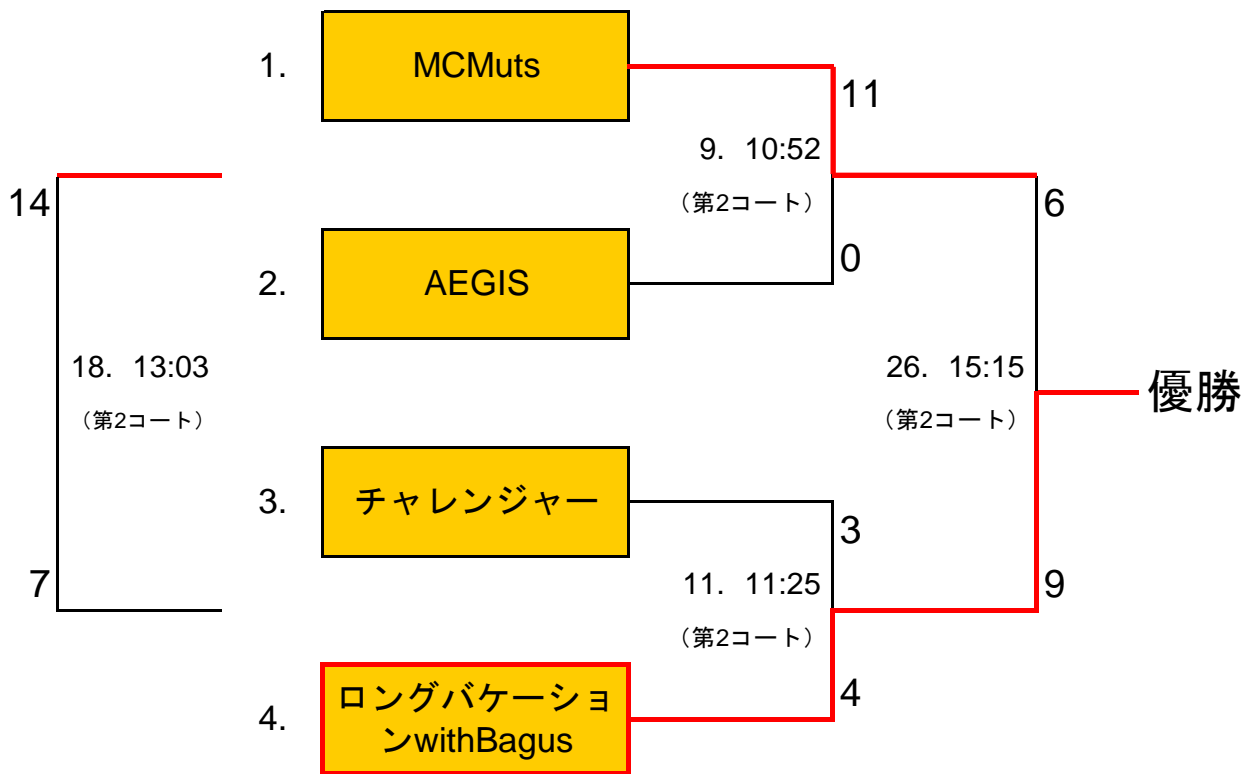 1.
MCMuts
11
9. 10:52
（第2コート）
14
6
0
2.
AEGIS
18. 13:03
（第2コート）
26. 15:15
（第2コート）
優勝
3.
チャレンジャー
3
11. 11:25
（第2コート）
7
9
4.
ロングバケーショ
ンwithBagus
4